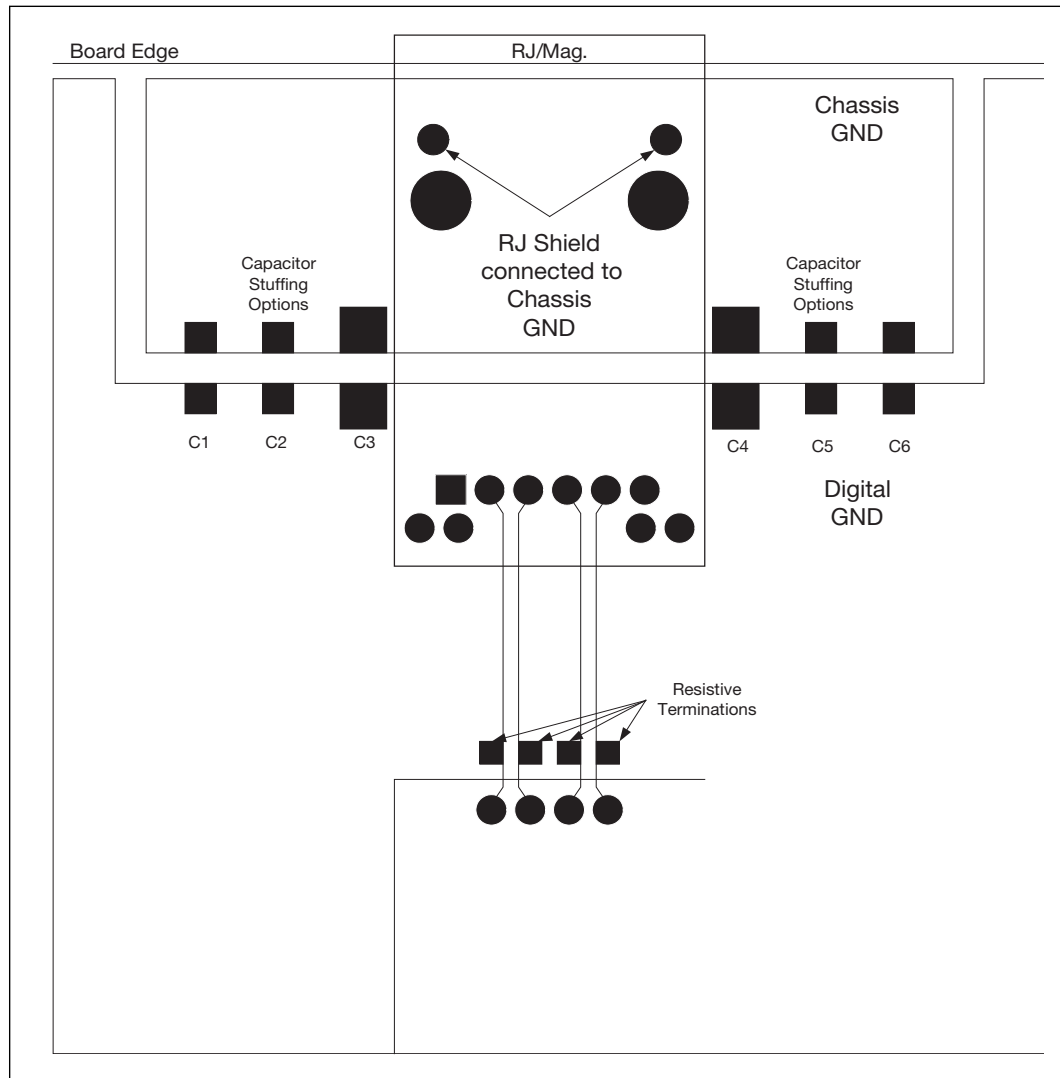 Board Edge
RJ/Mag.
Chassis
GND
RJ Shield
connected to
Chassis
GND
Capacitor
Stuffing
Options
Capacitor
Stuffing
Options
C1
C2
C3
C4
C5
C6
Digital
GND
Resistive
Terminations